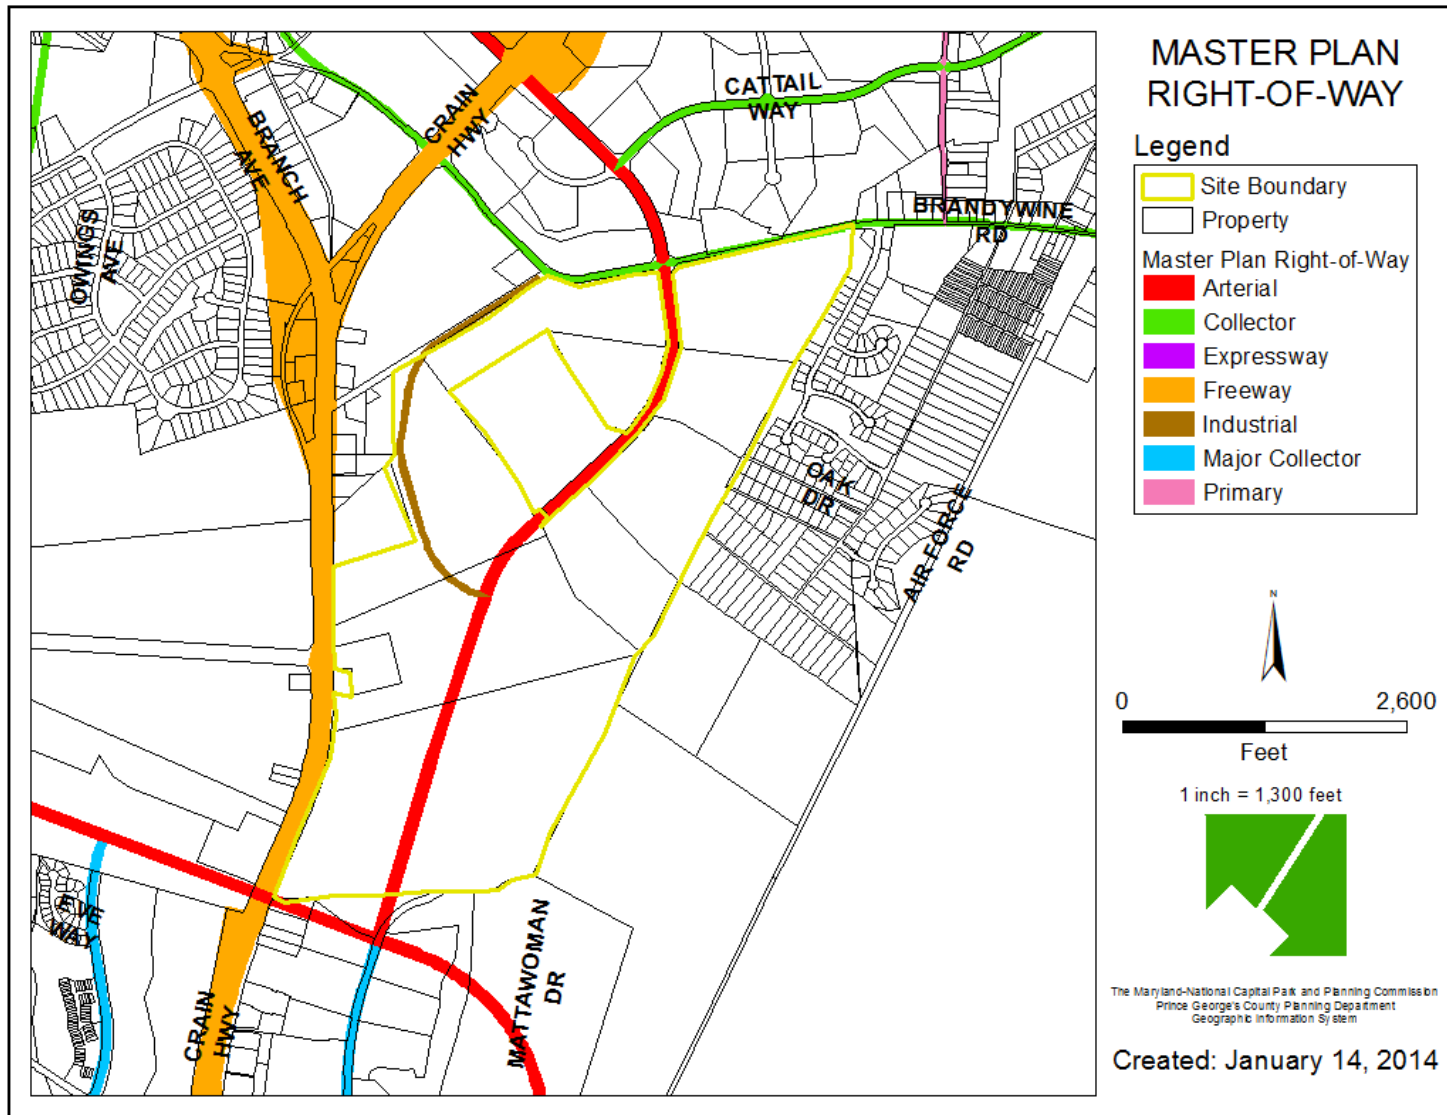 MASTER PLAN
RIGHT-OF-WAY
Legend
Site Boundary
Property
Master Plan Right-of-Way
Arterial
Collector
Expressway
Freeway
Industrial
Major Collector
Primary
N
0 2,600
Feet
1 inch = 1,300 feet
The Maryland-National Capital Park and Planning Commission
Prince George's County Planning Department
Geographic Information System
Created: January 14, 2014
BRANCH
AVE
CRAIN
HWY
CATTAIL
WAY
OWINGS
AVE
BRANDYWINE
RD
OAK
DR
AIR FORCE
RD
EVE
WAY
CRAIN
HWY
MATTAWOMAN
DR